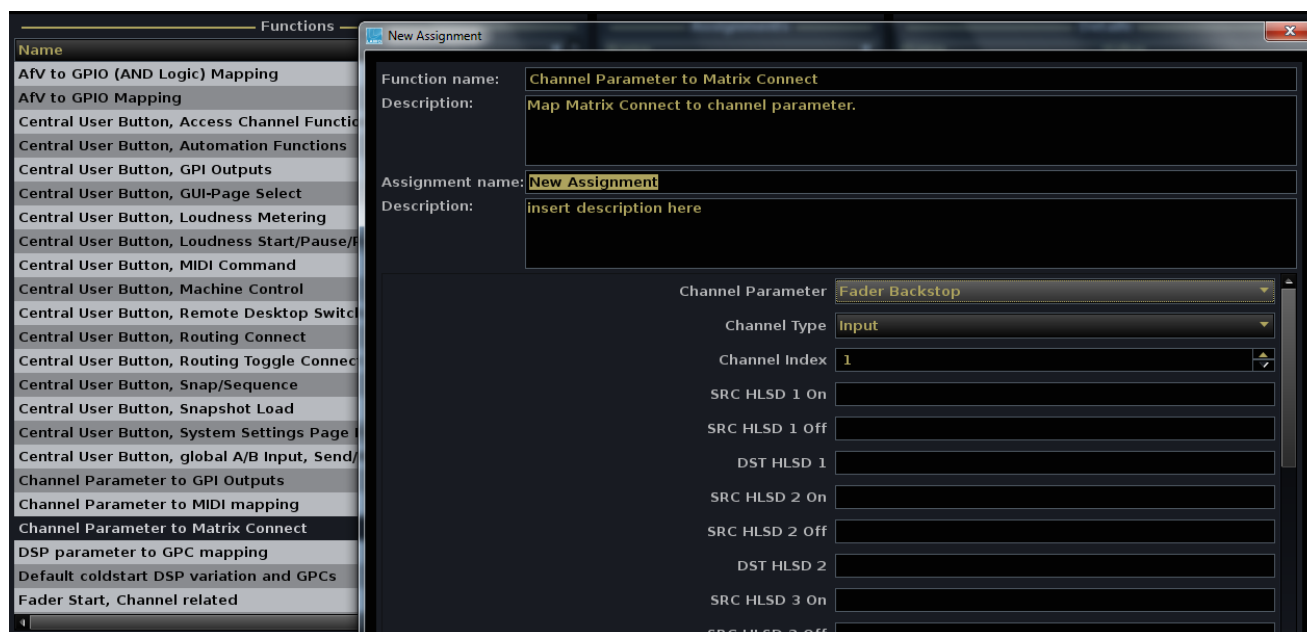 Functions
Name
AfV to GPIO (AND Logic) Mapping
AfV to GPIO Mapping
Central User Button, Access Channel Functio
Central User Button, Automation Functions
Central User Button, GPI Outputs
Central User Button, GUI-Page Select
Central User Button, Loudness Metering
Central User Button, Loudness Start/Pause/
Central User Button, MIDI Command
Central User Button, Machine Control
Central User Button, Remote Desktop Switc
Central User Button, Routing Connect
Central User Button, Routing Toggle Connec
Central User Button, Snap/Sequence
Central User Button, Snapshot Load
Central User Button, System Settings Page
Central User Button, global A/B Input, Send/
Channel Parameter to GPI Outputs
Channel Parameter to MIDI mapping
Channel Parameter to Matrix Connect
DSP parameter to GPC mapping
Default coldstart DSP variation and GPCs
Fader Start, Channel related
New Assignment
Function name: Channel Parameter to Matrix Connect
Description: Map Matrix Connect to channel parameter.
Assignment name: New Assignment
Description: insert description here
Channel Parameter Fader Backstop
Channel Type Input
Channel Index 1
SRC HLSD 1 On
SRC HLSD 1 Off
DST HLSD 1
SRC HLSD 2 On
SRC HLSD 2 Off
DST HLSD 2
SRC HLSD 3 On
SRC HLSD 3 Off